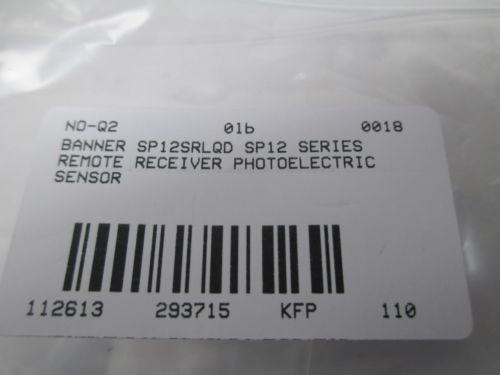 NO-Q2 01b 0018
BANNER SP12SRLQD SP12 SERIES
REMOTE RECEIVER PHOTOELECTRIC
SENSOR
112613 293715 KFP 110